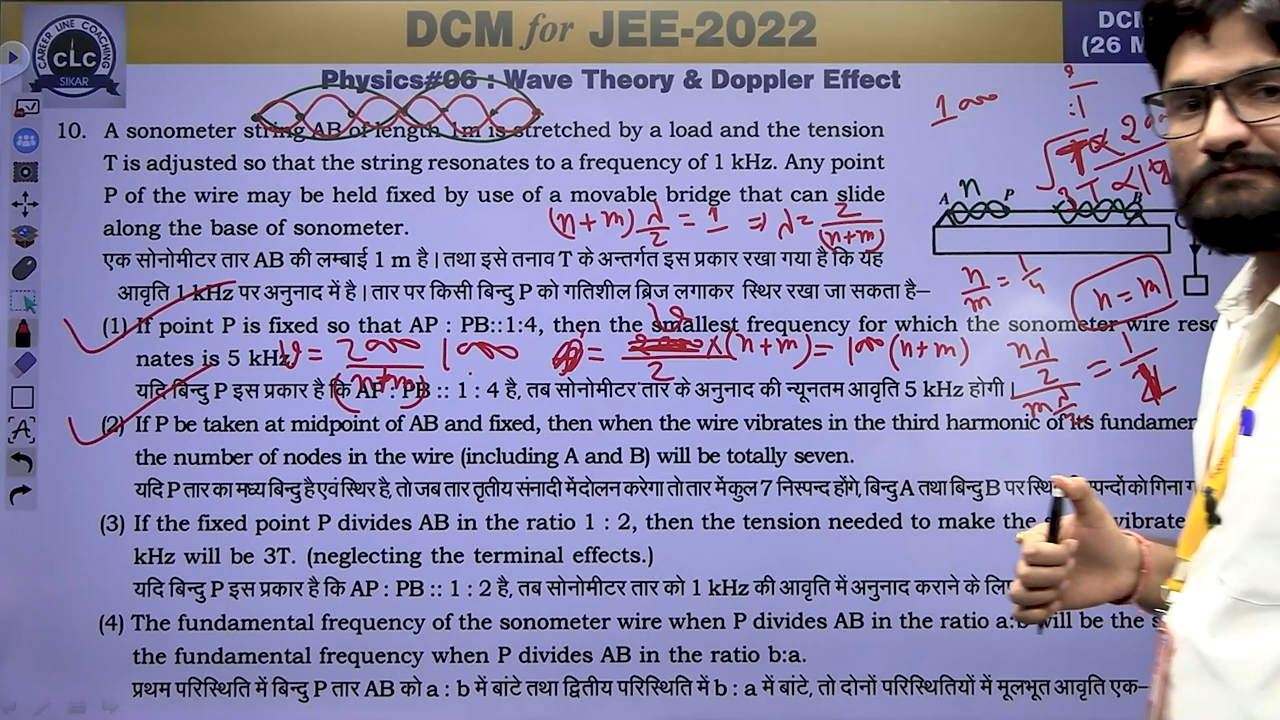 DCM for JEE-2022
DCM
(26 M
CAREER LINE COACHING
CLC
SIKAR
Physics#06 : Wave Theory & Doppler Effect
10. A sonometer string AB of length 1m is stretched by a load and the tension
T is adjusted so that the string resonates to a frequency of 1 kHz. Any point
P of the wire may be held fixed by use of a movable bridge that can slide
along the base of sonometer.
(n+m) λ/2 = 1 ⇒ λ = 2/(n+m)
एक सोनोमीटर तार AB की लम्बाई 1 m है। तथा इसे तनाव T के अन्तर्गत इस प्रकार रखा गया है कि यह
आवृति 1 kHz पर अनुनाद में है। तार पर किसी बिन्दु P को गतिशील ब्रिज लगाकर स्थिर रखा जा सकता है–
n
A
P
B
n/m = 1/4
n = m
(1) If point P is fixed so that AP : PB::1:4, then the smallest frequency for which the sonometer wire reso
nates is 5 kHz.
यदि बिन्दु P इस प्रकार है कि AP : PB :: 1 : 4 है, तब सोनोमीटर तार के अनुनाद की न्यूनतम आवृति 5 kHz होगी।
(2) If P be taken at midpoint of AB and fixed, then when the wire vibrates in the third harmonic of its fundamen
the number of nodes in the wire (including A and B) will be totally seven.
यदि P तार का मध्य बिन्दु है एवं स्थिर है, तो जब तार तृतीय संनादी में दोलन करेगा तो तार में कुल 7 निस्पन्द होंगे, बिन्दु A तथा बिन्दु B पर
(3) If the fixed point P divides AB in the ratio 1 : 2, then the tension needed to make the vibrate
kHz will be 3T. (neglecting the terminal effects.)
यदि बिन्दु P इस प्रकार है कि AP : PB :: 1 : 2 है, तब सोनोमीटर तार को 1 kHz की आवृति में अनुनाद कराने के
(4) The fundamental frequency of the sonometer wire when P divides AB in the ratio a:b will be the s
the fundamental frequency when P divides AB in the ratio b:a.
प्रथम परिस्थिति में बिन्दु P तार AB को a : b में बांटे तथा द्वितीय परिस्थिति में b : a में बांटे, तो दोनों परिस्थितियों में मूलभूत आवृति एक–